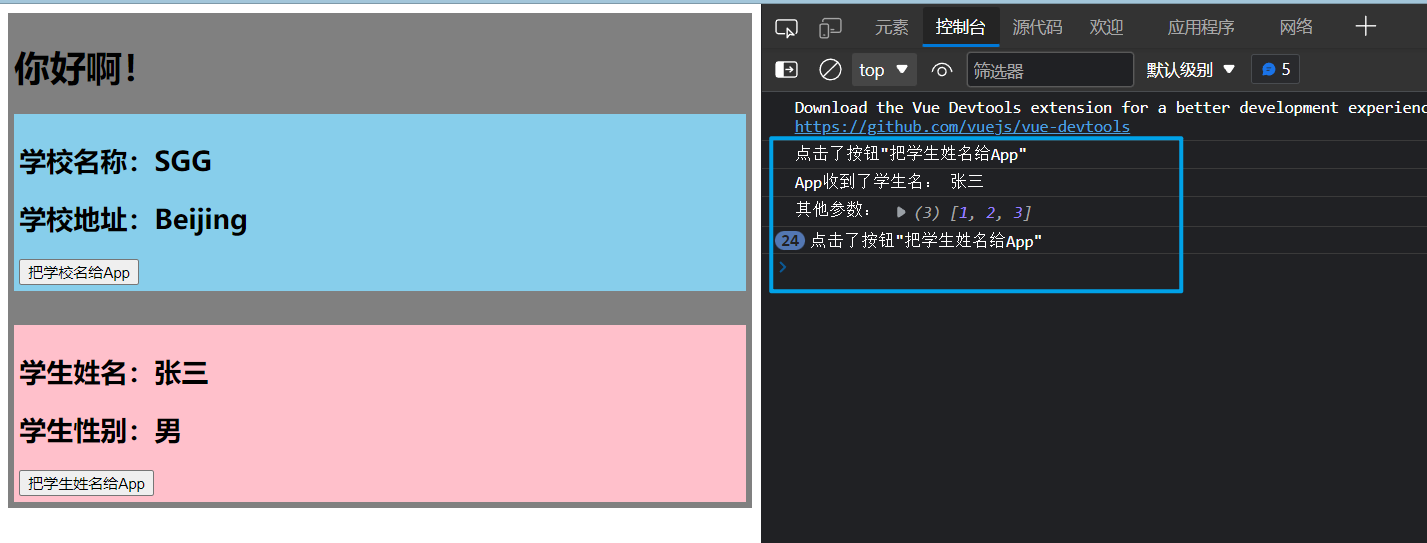 你好啊！
学校名称：SGG
学校地址：Beijing
把学校名给App
学生姓名：张三
学生性别：男
把学生姓名给App
元素 控制台 源代码 欢迎 应用程序 网络
top 筛选器 默认级别 5
Download the Vue Devtools extension for a better development experienc
https://github.com/vuejs/vue-devtools
点击了按钮"把学生姓名给App"
App收到了学生名： 张三
其他参数： (3) [1, 2, 3]
24 点击了按钮"把学生姓名给App"